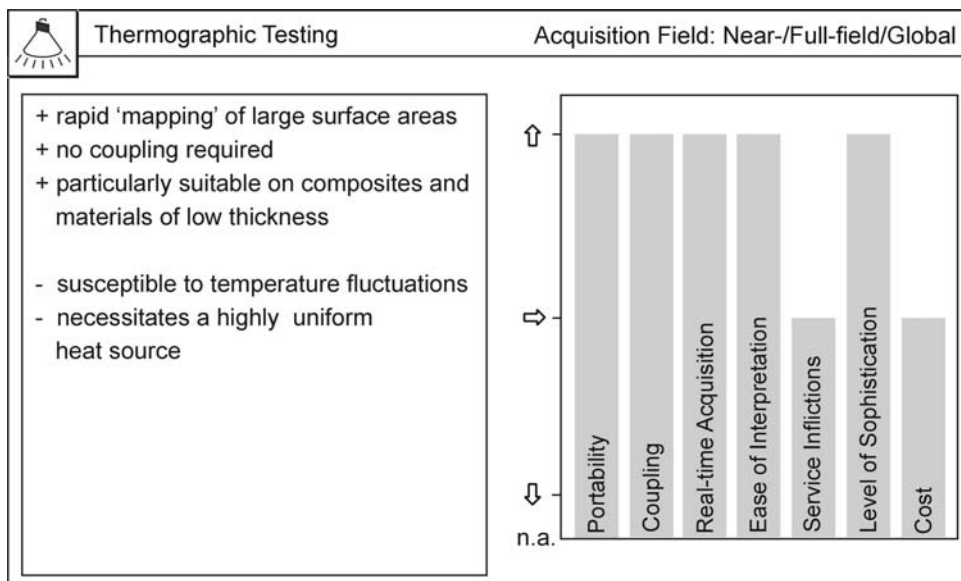 Thermographic Testing
Acquisition Field: Near-/Full-field/Global
+ rapid ‘mapping’ of large surface areas
+ no coupling required
+ particularly suitable on composites and
materials of low thickness
- susceptible to temperature fluctuations
- necessitates a highly uniform
heat source
n.a.
Portability
Coupling
Real-time Acquisition
Ease of Interpretation
Service Inflictions
Level of Sophistication
Cost